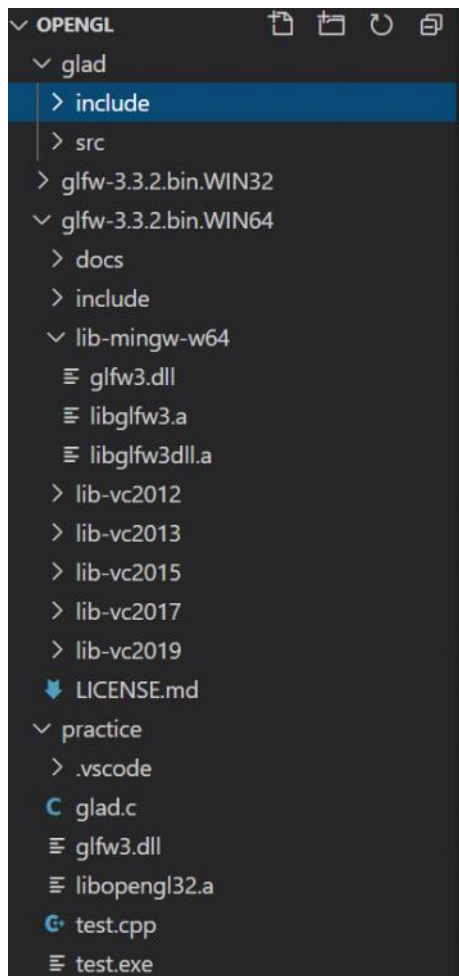 OPENGL
glad
include
src
glfw-3.3.2.bin.WIN32
glfw-3.3.2.bin.WIN64
docs
include
lib-mingw-w64
glfw3.dll
libglfw3.a
libglfw3dll.a
lib-vc2012
lib-vc2013
lib-vc2015
lib-vc2017
lib-vc2019
LICENSE.md
practice
.vscode
C glad.c
glfw3.dll
libopengl32.a
test.cpp
test.exe